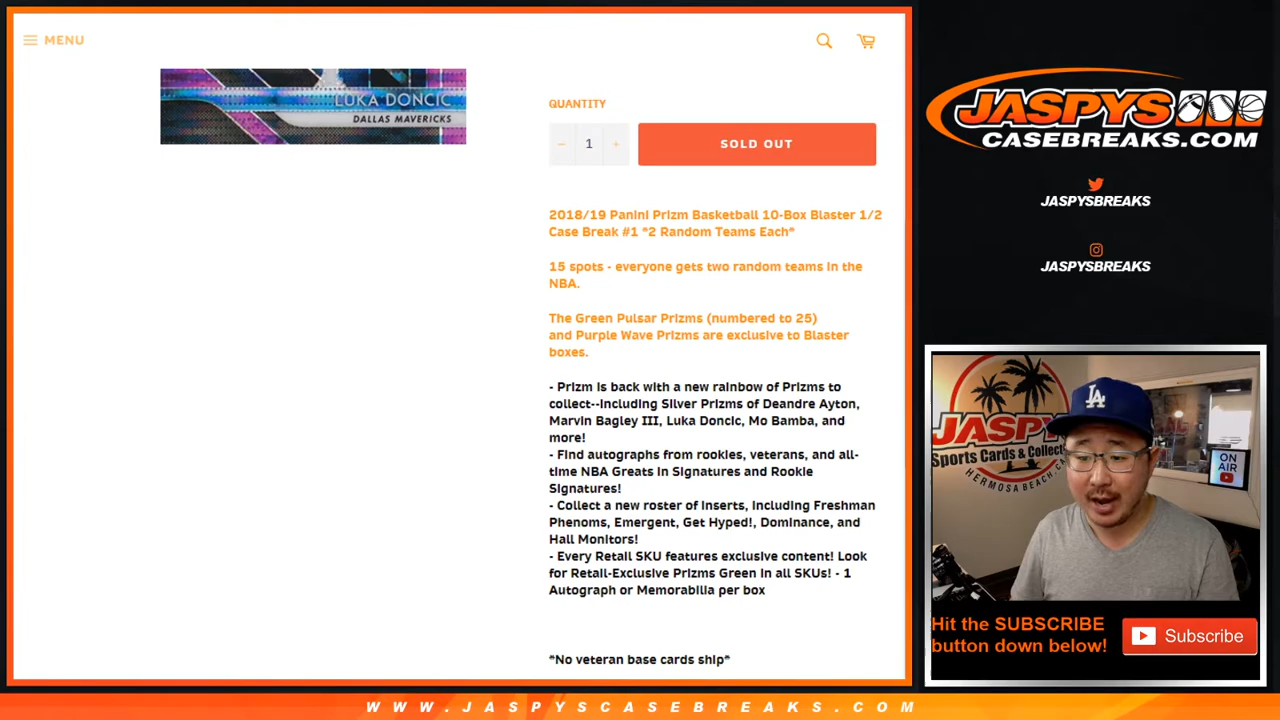 MENU
LUKA DONCIC
DALLAS MAVERICKS
QUANTITY
− 1 +
SOLD OUT
2018/19 Panini Prizm Basketball 10-Box Blaster 1/2
Case Break #1 *2 Random Teams Each*
15 spots - everyone gets two random teams in the
NBA.
The Green Pulsar Prizms (numbered to 25)
and Purple Wave Prizms are exclusive to Blaster
boxes.
- Prizm is back with a new rainbow of Prizms to
collect--including Silver Prizms of Deandre Ayton,
Marvin Bagley III, Luka Doncic, Mo Bamba, and
more!
- Find autographs from rookies, veterans, and all-
time NBA Greats in Signatures and Rookie
Signatures!
- Collect a new roster of inserts, including Freshman
Phenoms, Emergent, Get Hyped!, Dominance, and
Hall Monitors!
- Every Retail SKU features exclusive content! Look
for Retail-Exclusive Prizms Green in all SKUs! - 1
Autograph or Memorabilia per box
*No veteran base cards ship*
JASPYS
CASEBREAKS.COM
JASPYSBREAKS
JASPYSBREAKS
JASPYS
Sports Cards & Collect
HERMOSA BEACH, CA
LA
ON
AIR
Hit the SUBSCRIBE
button down below!
Subscribe
WWW.JASPYSCASEBREAKS.COM